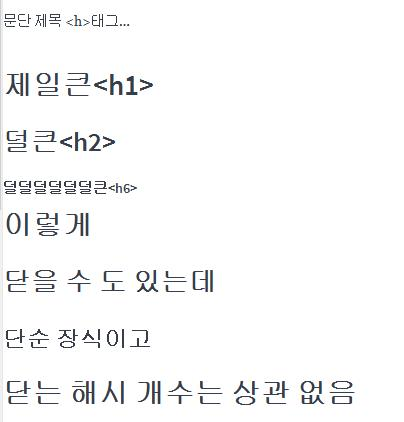 문단 제목 <h>태그...
제일큰<h1>
덜큰<h2>
덜덜덜덜덜덜큰<h6>
이렇게
닫을 수 도 있는데
단순 장식이고
닫는 해시 개수는 상관 없음